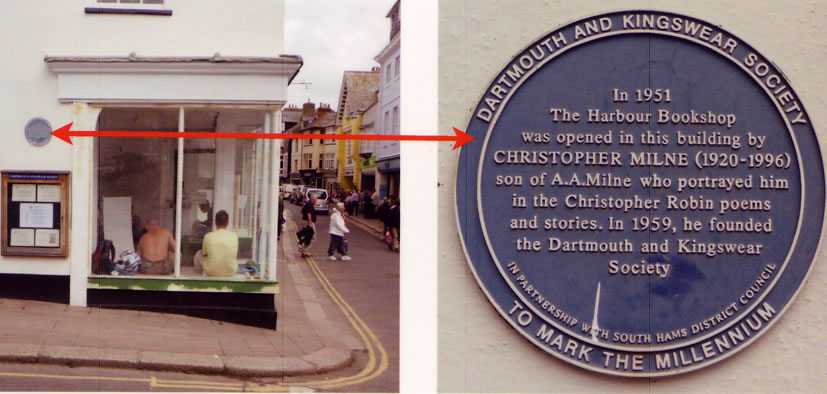 DARTMOUTH AND KINGSWEAR SOCIETY
In 1951
The Harbour Bookshop
was opened in this building by
CHRISTOPHER MILNE (1920-1996)
son of A.A.Milne who portrayed him
in the Christopher Robin poems
and stories. In 1959, he founded
the Dartmouth and Kingswear
Society
IN PARTNERSHIP WITH SOUTH HAMS DISTRICT COUNCIL
TO MARK THE MILLENNIUM